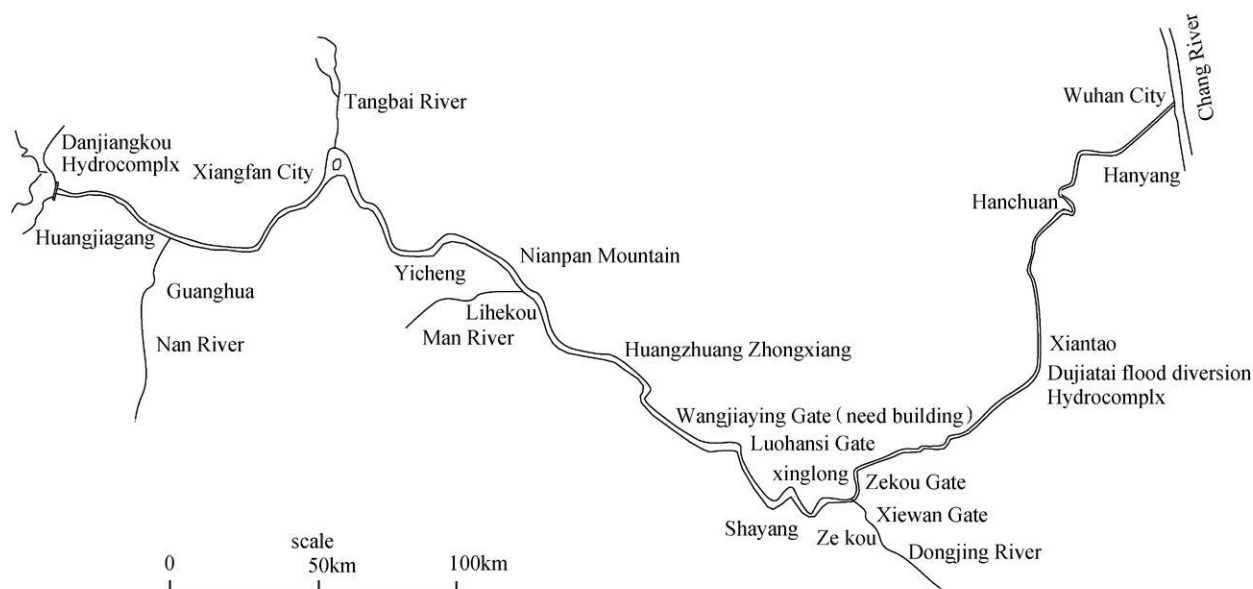 Chang River
Wuhan City
Tangbai River
Danjiangkou
Hydrocomplx
Xiangfan City
Hanyang
Hanchuan
Huangjiagang
Nianpan Mountain
Yicheng
Guanghua
Lihekou
Man River
Nan River
Xiantao
Huangzhuang Zhongxiang
Dujiatai flood diversion
Hydrocomplx
Wangjiaying Gate (need building)
Luohansi Gate
xinglong
Zekou Gate
Xiewan Gate
Shayang
Ze kou
Dongjing River
scale
0
50km
100km